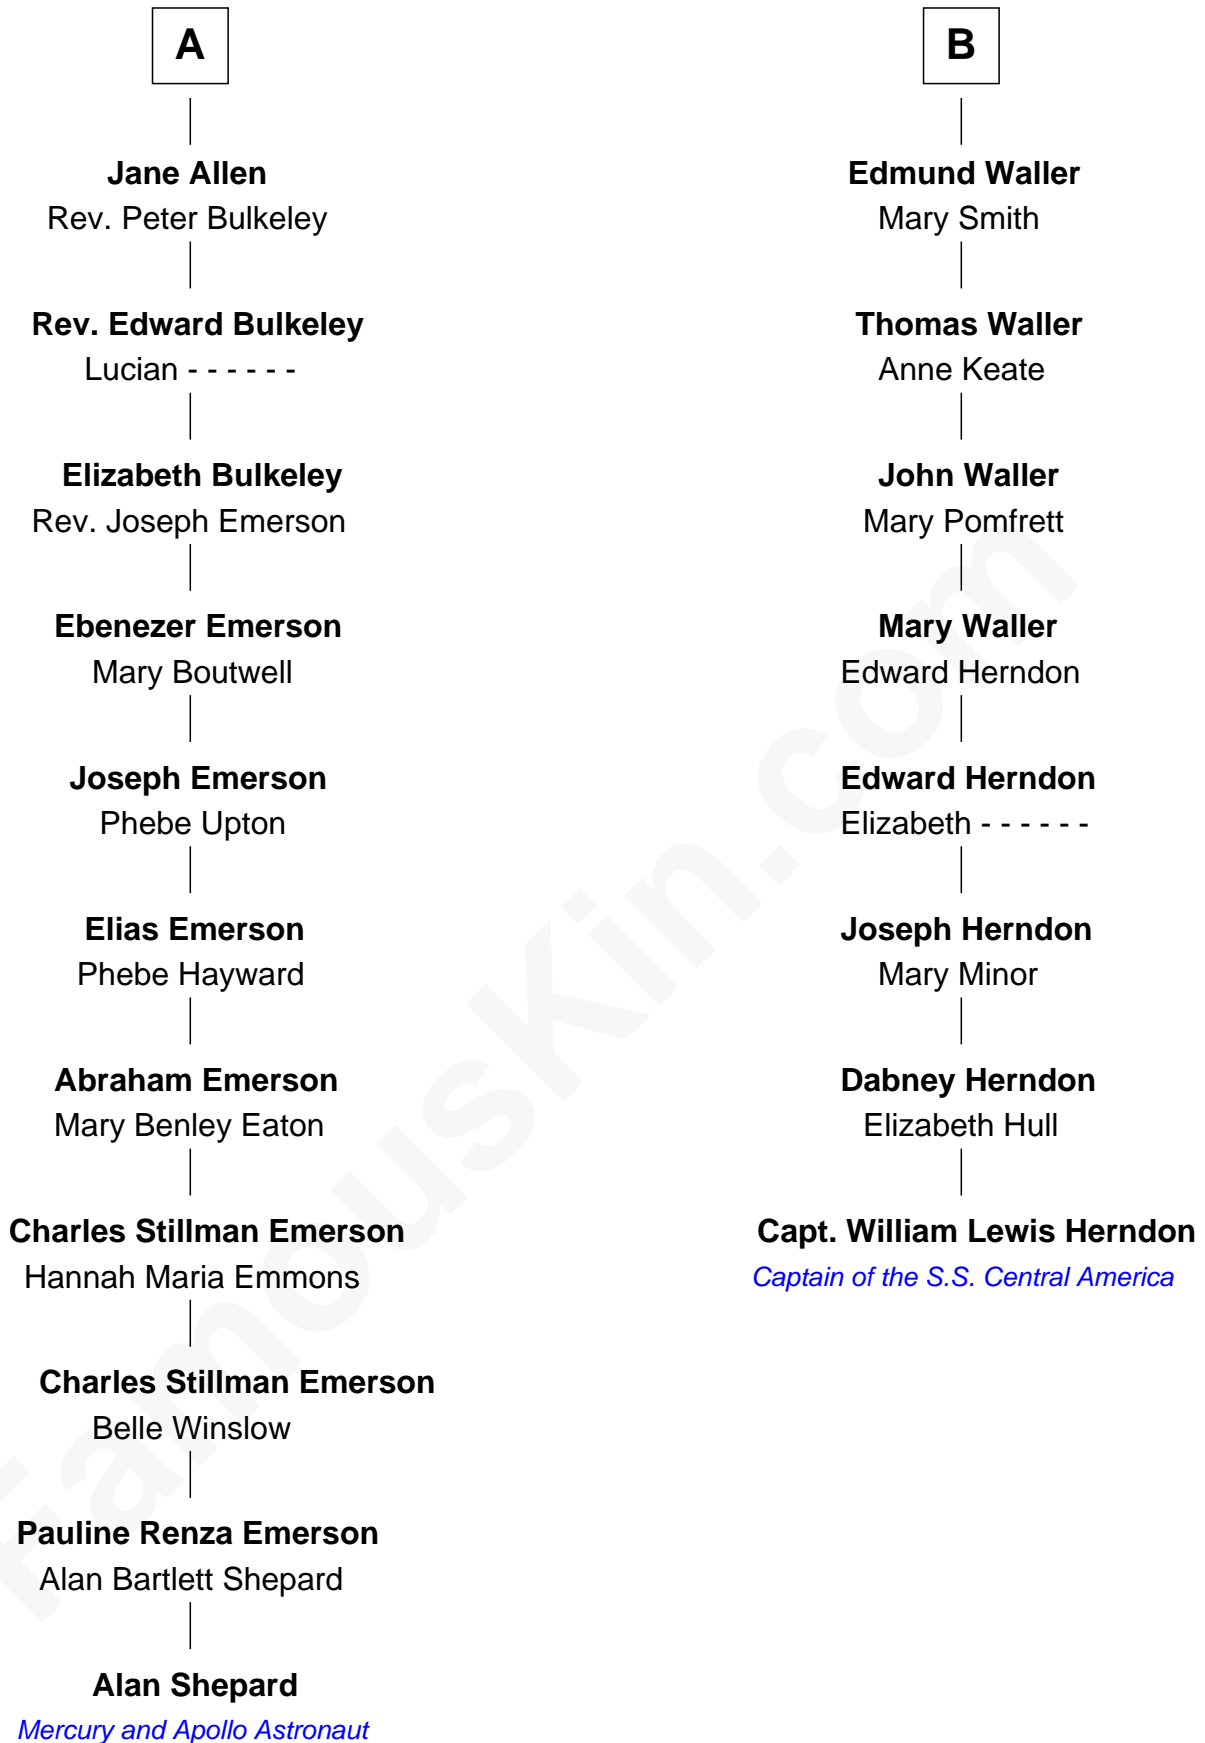 A
Jane Allen
Rev. Peter Bulkeley
Rev. Edward Bulkeley
Lucian - - - - - -
Elizabeth Bulkeley
Rev. Joseph Emerson
Ebenezer Emerson
Mary Boutwell
Joseph Emerson
Phebe Upton
Elias Emerson
Phebe Hayward
Abraham Emerson
Mary Benley Eaton
Charles Stillman Emerson
Hannah Maria Emmons
Charles Stillman Emerson
Belle Winslow
Pauline Renza Emerson
Alan Bartlett Shepard
Alan Shepard
Mercury and Apollo Astronaut
B
Edmund Waller
Mary Smith
Thomas Waller
Anne Keate
John Waller
Mary Pomfrett
Mary Waller
Edward Herndon
Edward Herndon
Elizabeth - - - - - -
Joseph Herndon
Mary Minor
Dabney Herndon
Elizabeth Hull
Capt. William Lewis Herndon
Captain of the S.S. Central America
FamousKin.com